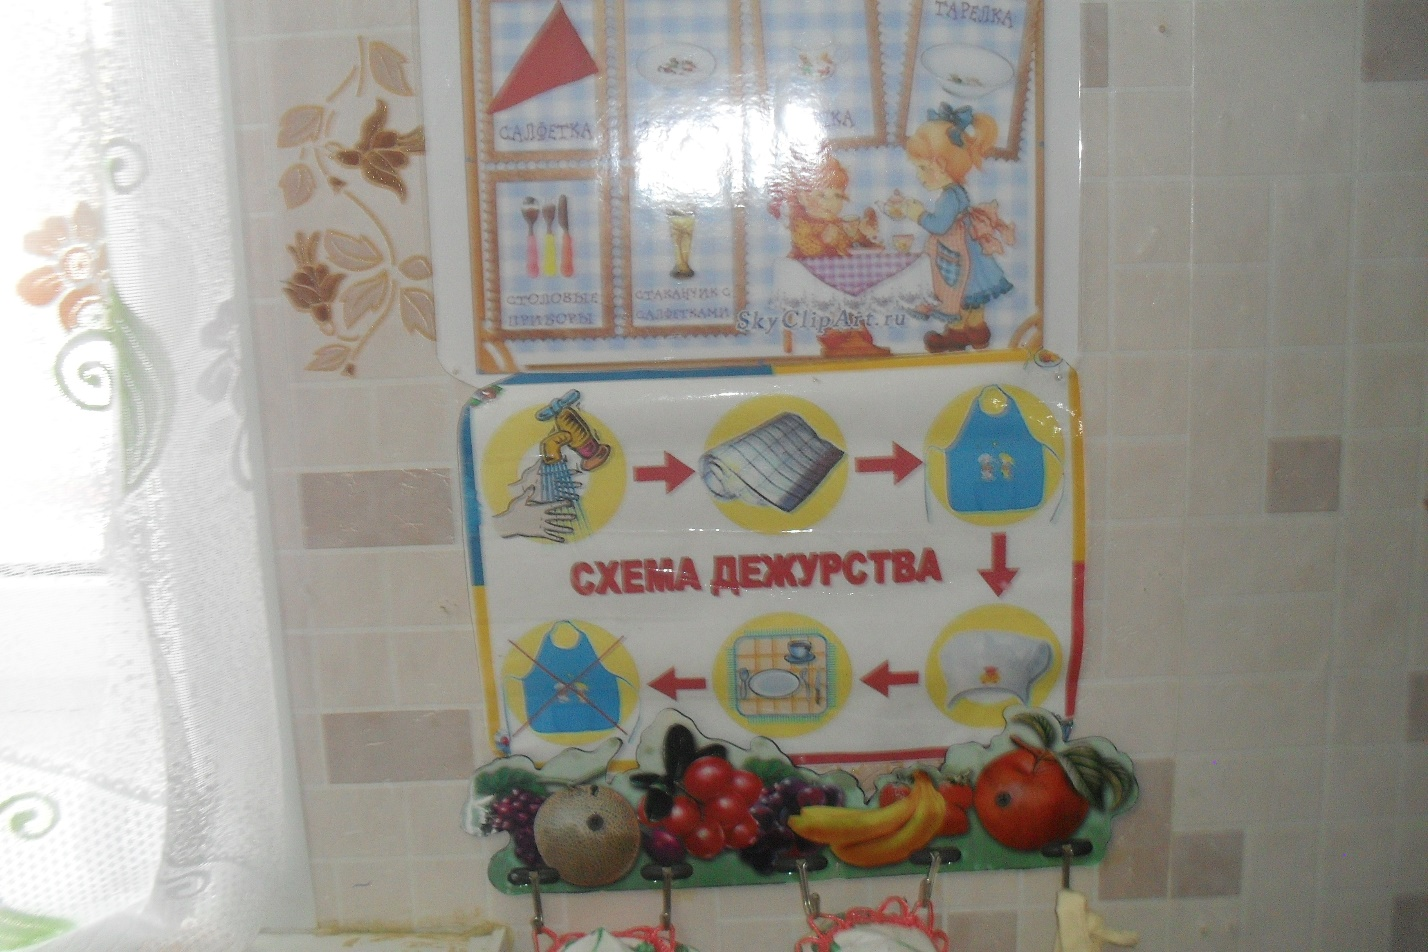 ТАРЕЛКА
САЛФЕТКА
СТОЛОВЫЕ
ПРИБОРЫ
СТАКАНЧИК С
САЛФЕТКАМИ
SkyClipArt.ru
СХЕМА ДЕЖУРСТВА